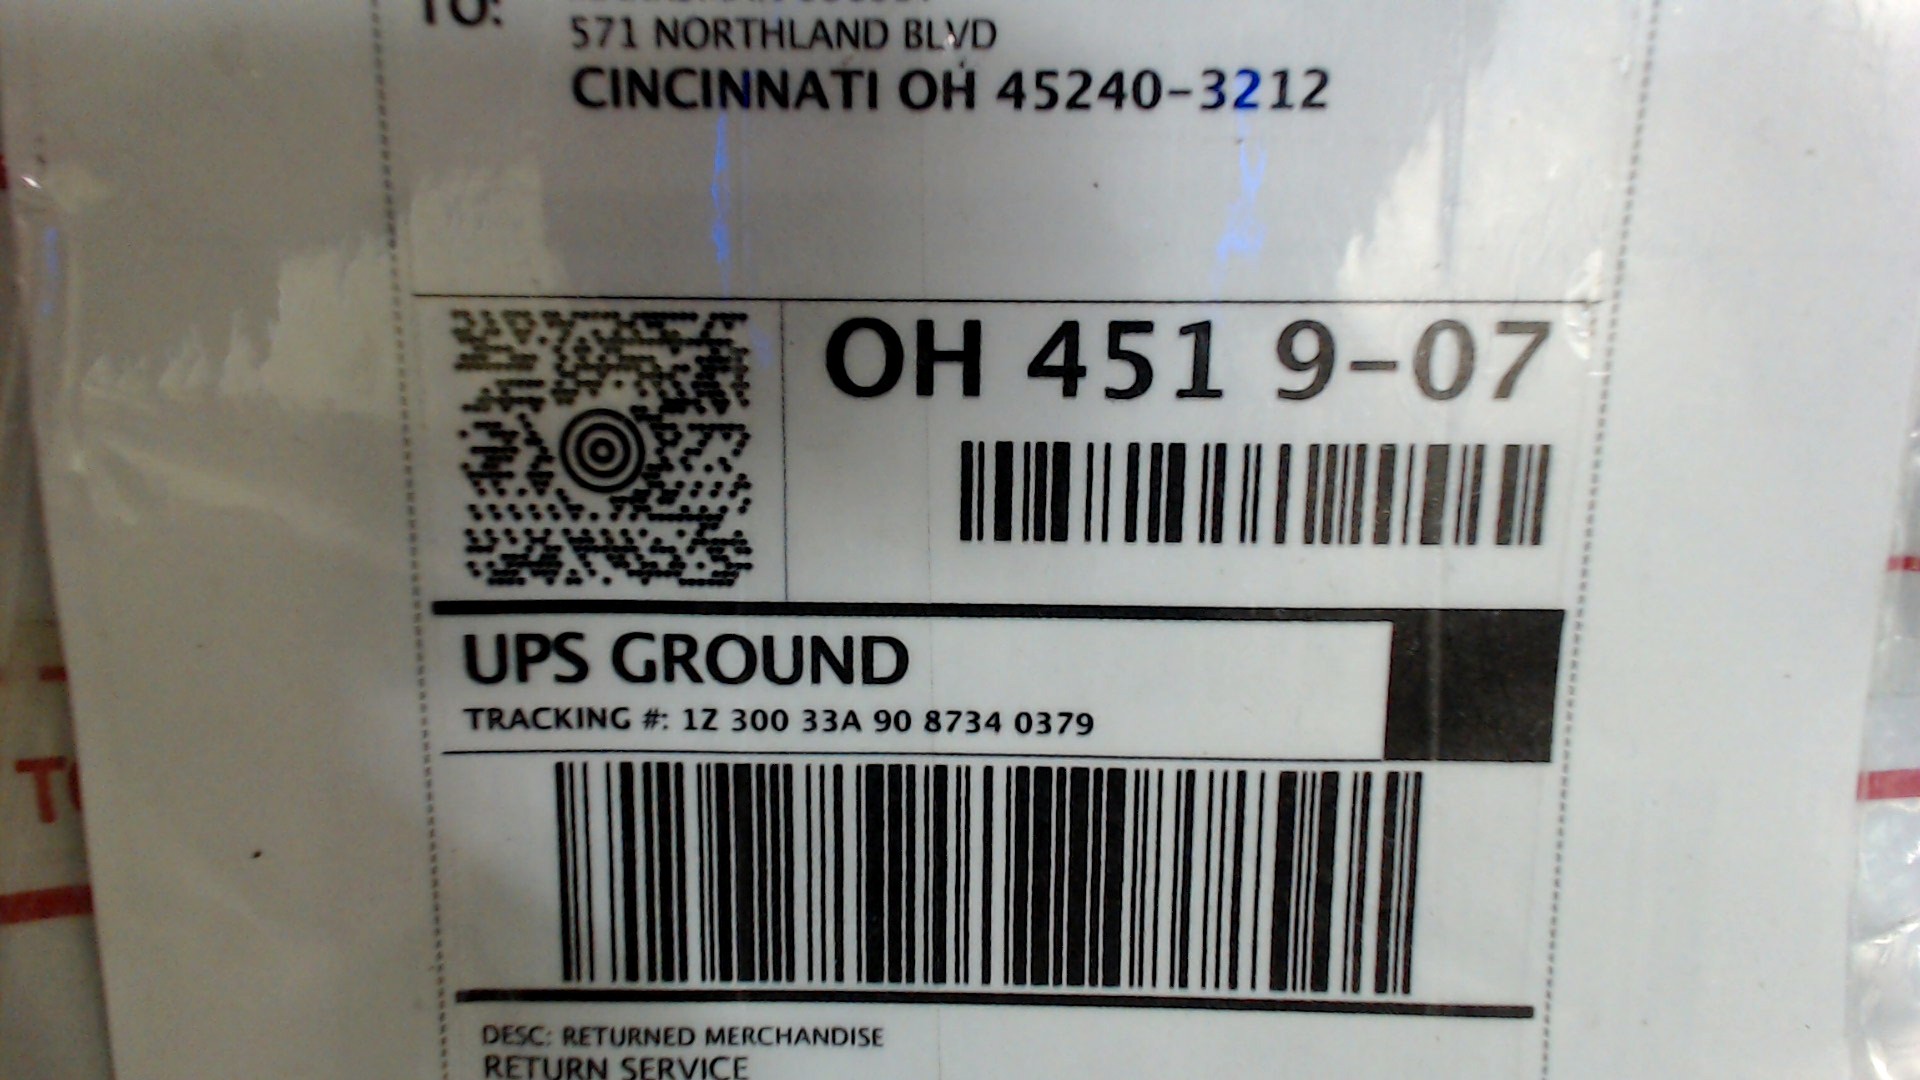 TO:
571 NORTHLAND BLVD
CINCINNATI OH 45240-3212
OH 451 9-07
UPS GROUND
TRACKING #: 1Z 300 33A 90 8734 0379
DESC: RETURNED MERCHANDISE
RETURN SERVICE